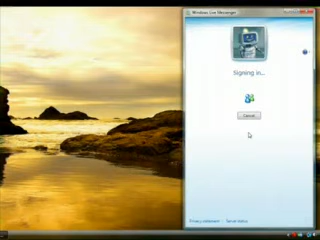 Windows Live Messenger
Signing in...
Cancel
Privacy statement
Server status